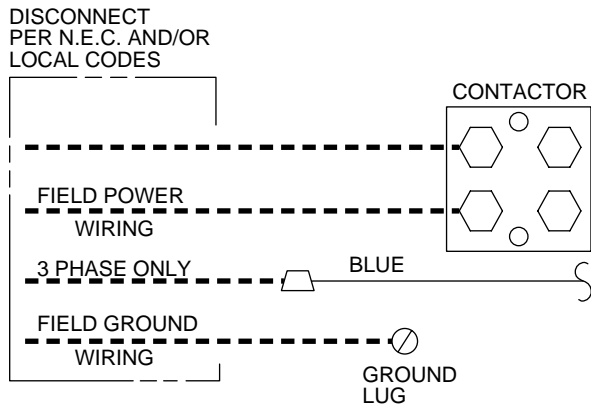 DISCONNECT
PER N.E.C. AND/OR
LOCAL CODES
CONTACTOR
FIELD POWER
WIRING
3 PHASE ONLY
BLUE
FIELD GROUND
WIRING
GROUND
LUG